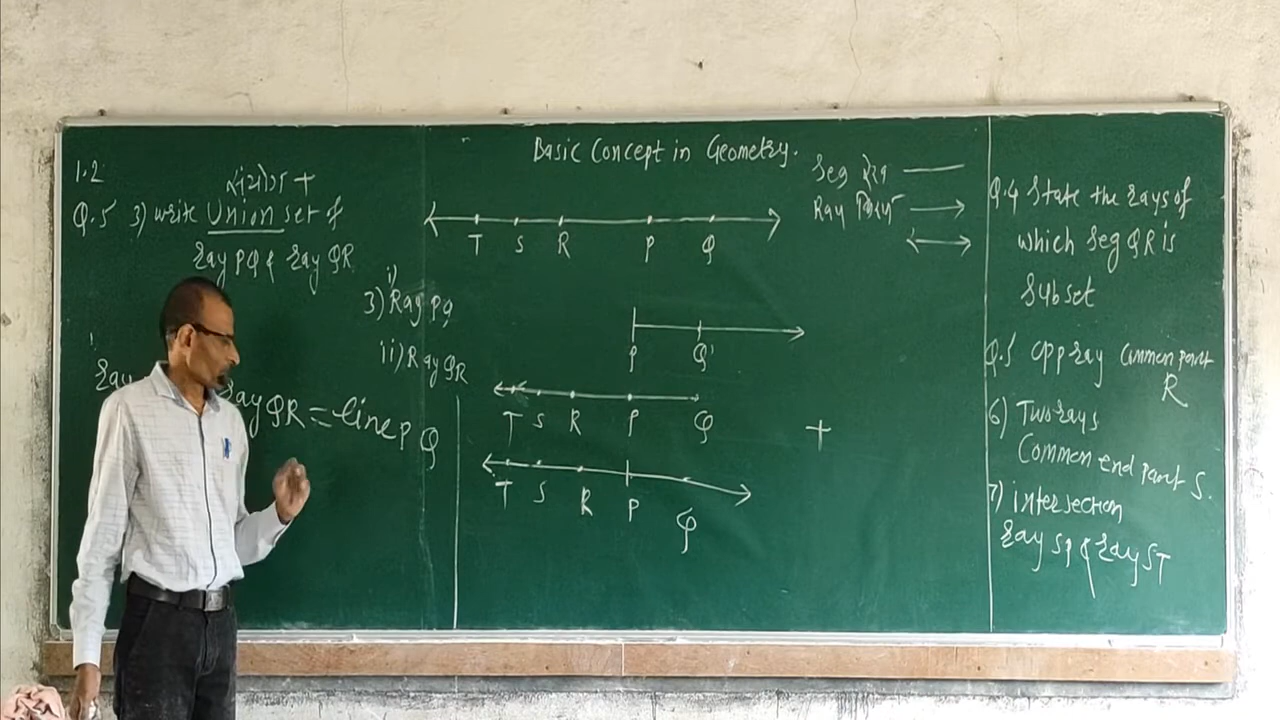 Basic Concept in Geometry.
1.2
संयोग +
Q.5 3) write Union set of
Ray PQ & Ray QR
Ray QR = line PQ
T S R P Q
i)
3) Ray PQ
P Q
ii) Ray QR
T S R P Q
+
T S R P Q
Seg रेषा
Ray किरण
Q.4 State the rays of
which Seg QR is
Subset
Q.5 opp ray Common point
R
6) Two rays
Common end point S.
7) intersection
Ray SP & Ray ST